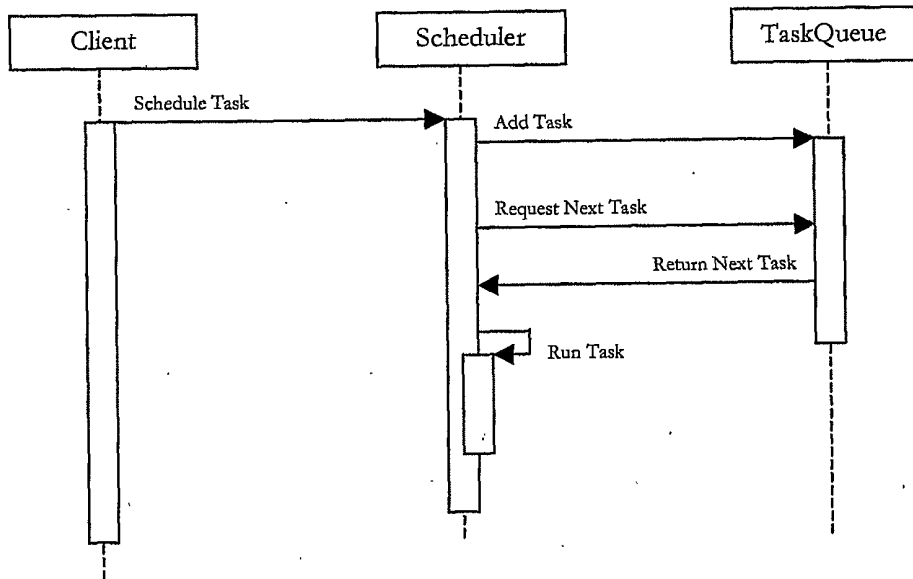 Client
Scheduler
TaskQueue
Schedule Task
Add Task
Request Next Task
Return Next Task
Run Task